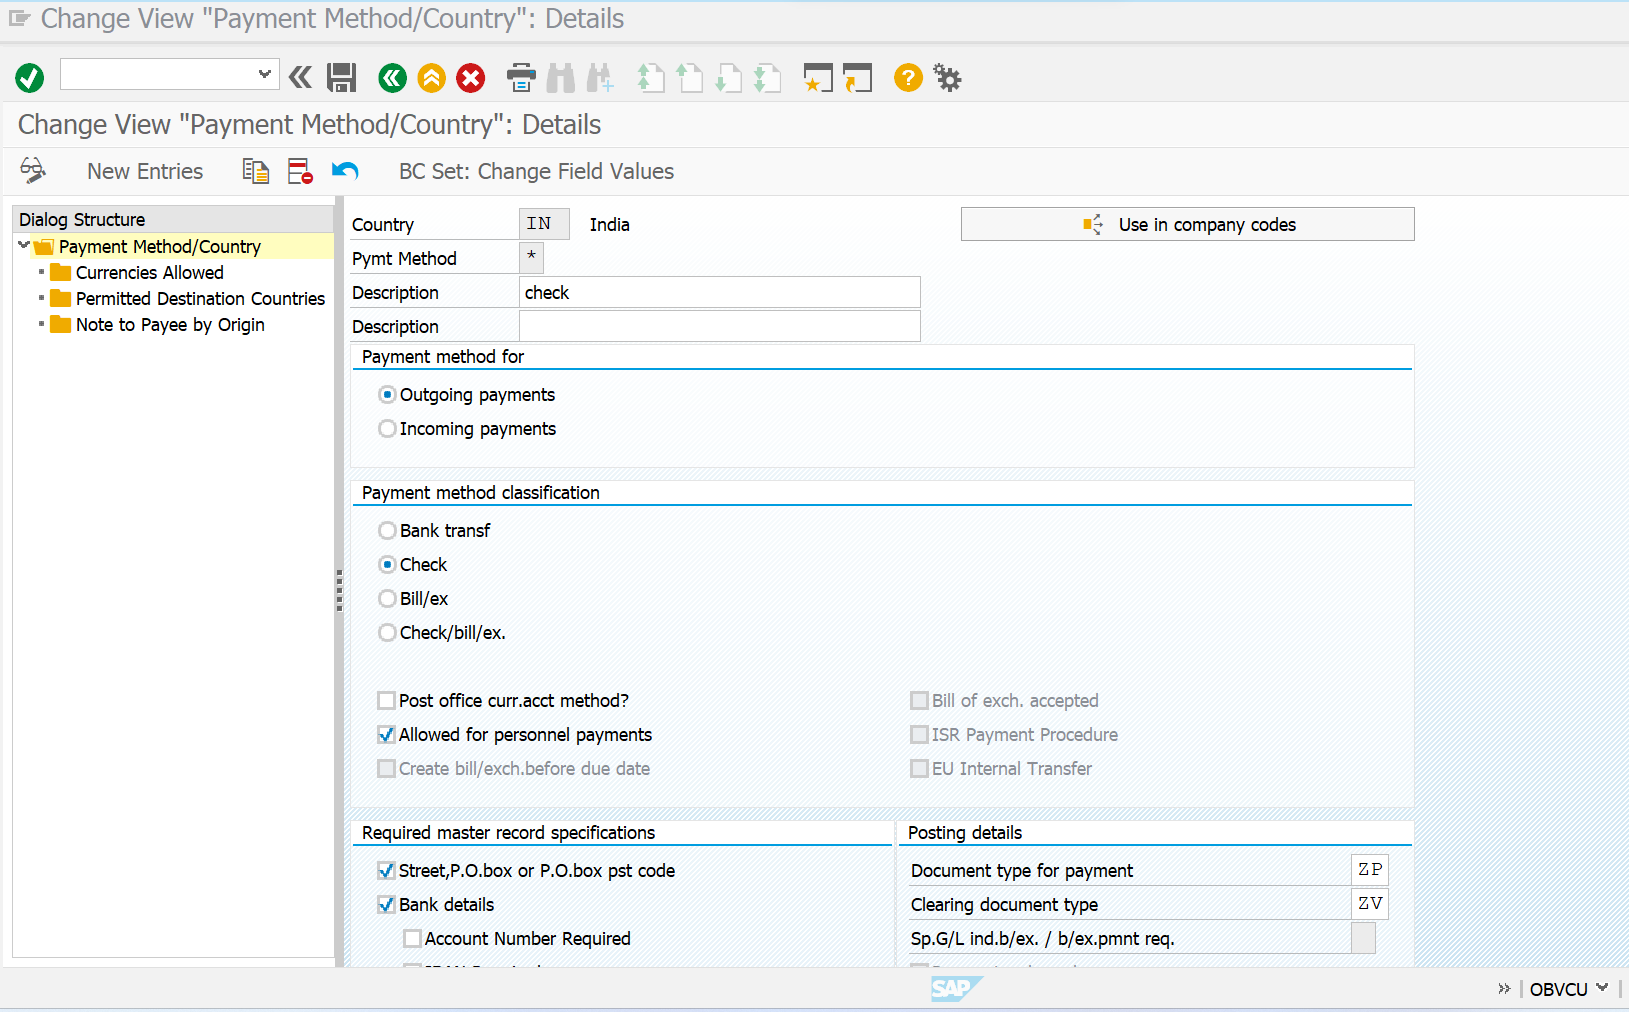 Change View "Payment Method/Country": Details
Change View "Payment Method/Country": Details
New Entries BC Set: Change Field Values
Dialog Structure
Payment Method/Country
Currencies Allowed
Permitted Destination Countries
Note to Payee by Origin
Country IN India Use in company codes
Pymt Method *
Description check
Description
Payment method for
Outgoing payments
Incoming payments
Payment method classification
Bank transf
Check
Bill/ex
Check/bill/ex.
Post office curr.acct method? Bill of exch. accepted
Allowed for personnel payments ISR Payment Procedure
Create bill/exch.before due date EU Internal Transfer
Required master record specifications
Street,P.O.box or P.O.box pst code
Bank details
Account Number Required
Posting details
Document type for payment ZP
Clearing document type ZV
Sp.G/L ind.b/ex. / b/ex.pmnt req.
SAP
OBVCU